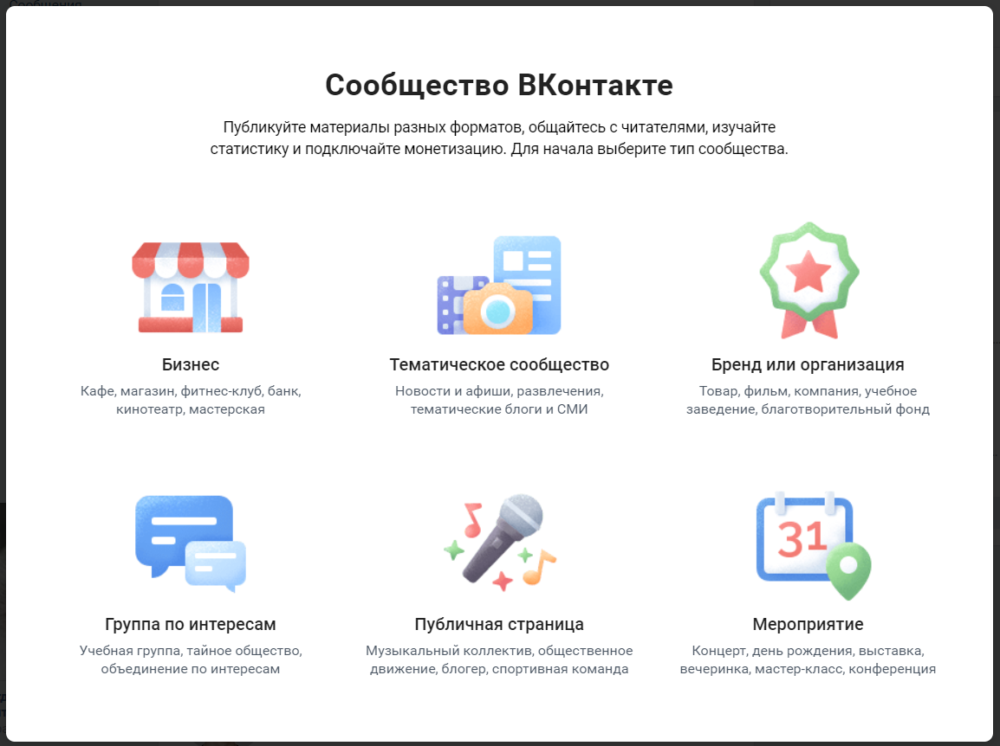 Сообщения
Сообщество ВКонтакте
Публикуйте материалы разных форматов, общайтесь с читателями, изучайте
статистику и подключайте монетизацию. Для начала выберите тип сообщества.
Бизнес
Кафе, магазин, фитнес-клуб, банк,
кинотеатр, мастерская
Тематическое сообщество
Новости и афиши, развлечения,
тематические блоги и СМИ
Бренд или организация
Товар, фильм, компания, учебное
заведение, благотворительный фонд
31
Группа по интересам
Учебная группа, тайное общество,
объединение по интересам
Публичная страница
Музыкальный коллектив, общественное
движение, блогер, спортивная команда
Мероприятие
Концерт, день рождения, выставка,
вечеринка, мастер-класс, конференция